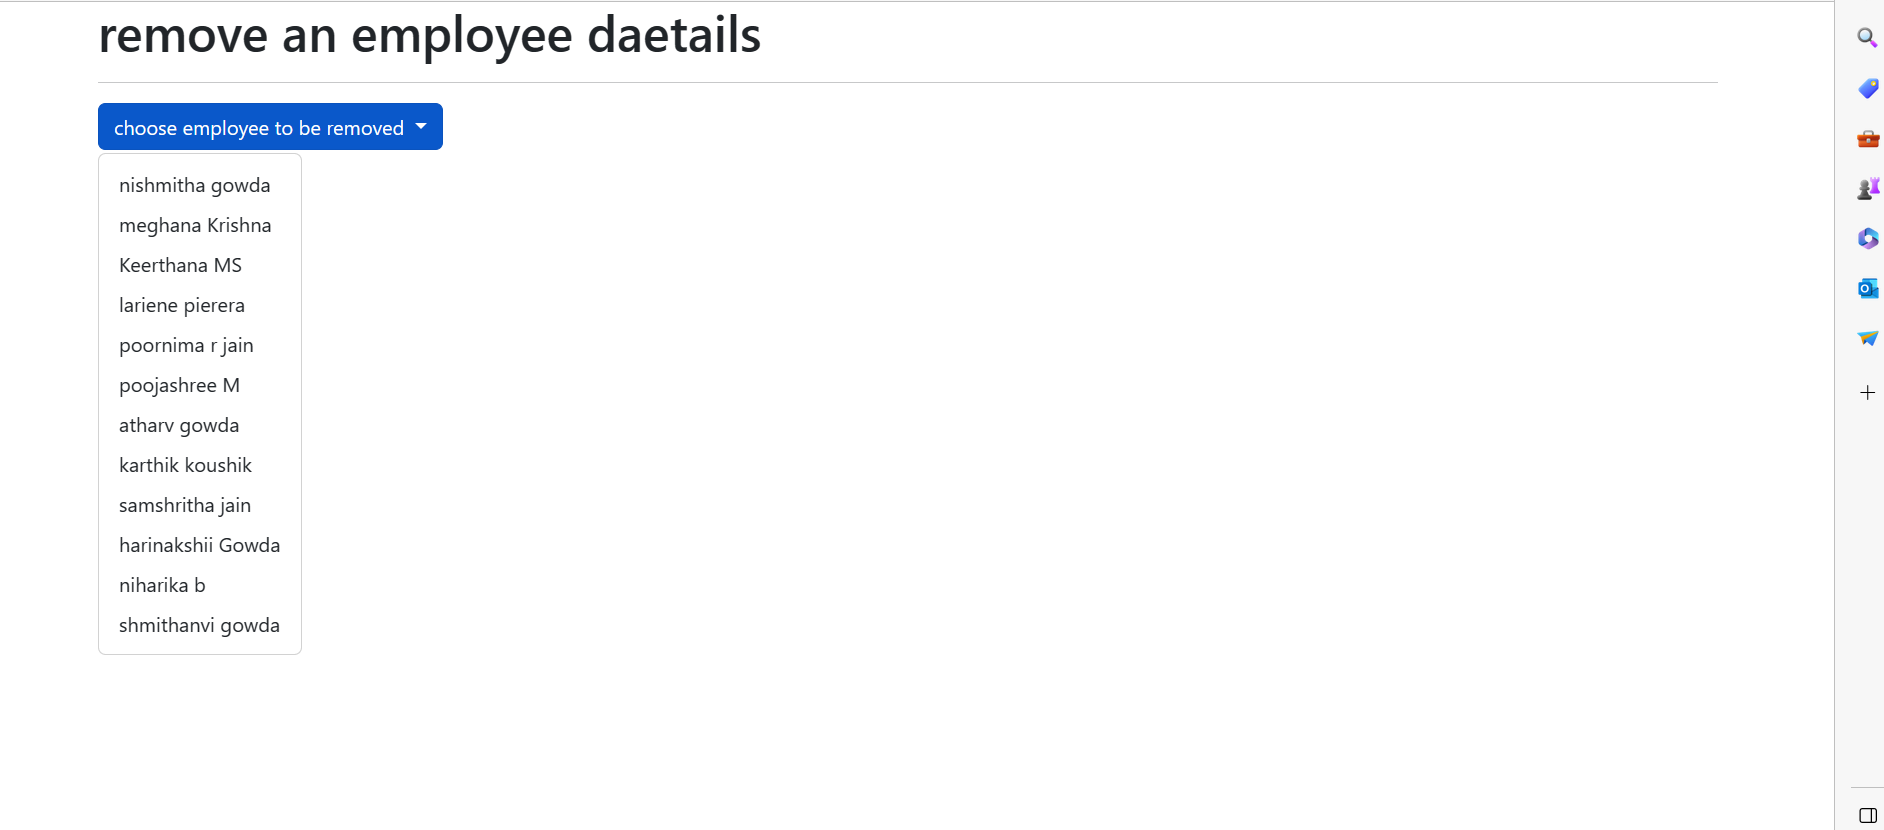 remove an employee daetails
choose employee to be removed
nishmitha gowda
meghana Krishna
Keerthana MS
lariene pierera
poornima r jain
poojashree M
atharv gowda
karthik koushik
samshritha jain
harinakshii Gowda
niharika b
shmithanvi gowda